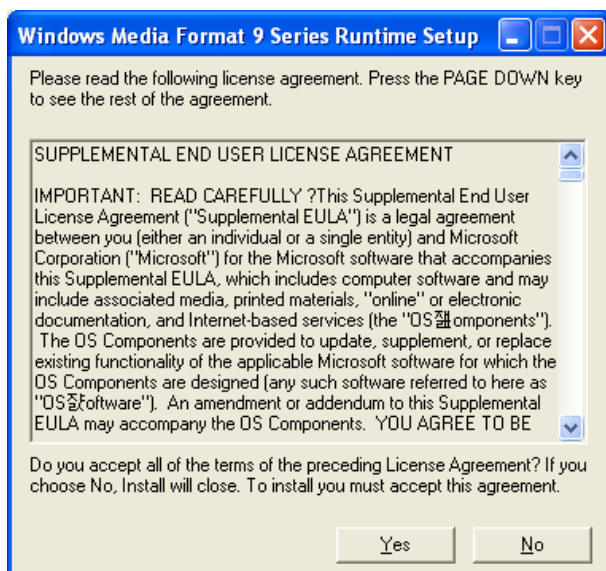 Windows Media Format 9 Series Runtime Setup
Please read the following license agreement. Press the PAGE DOWN key
to see the rest of the agreement.
SUPPLEMENTAL END USER LICENSE AGREEMENT
IMPORTANT:  READ CAREFULLY ?This Supplemental End User
License Agreement ("Supplemental EULA") is a legal agreement
between you (either an individual or a single entity) and Microsoft
Corporation ("Microsoft") for the Microsoft software that accompanies
this Supplemental EULA, which includes computer software and may
include associated media, printed materials, "online" or electronic
documentation, and Internet-based services (the "OS잸omponents").
The OS Components are provided to update, supplement, or replace
existing functionality of the applicable Microsoft software for which the
OS Components are designed (any such software referred to here as
"OS잛oftware").  An amendment or addendum to this Supplemental
EULA may accompany the OS Components.  YOU AGREE TO BE
Do you accept all of the terms of the preceding License Agreement? If you
choose No, Install will close. To install you must accept this agreement.
Yes
No